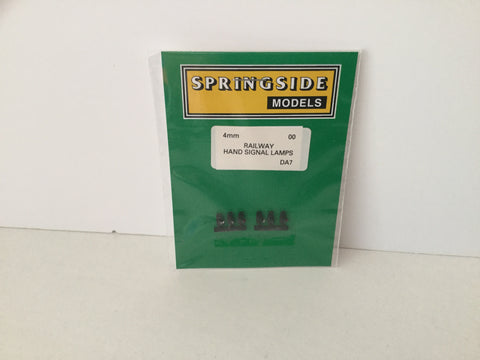 SPRINGSIDE
MODELS
4mm 00
RAILWAY
HAND SIGNAL LAMPS
DA7